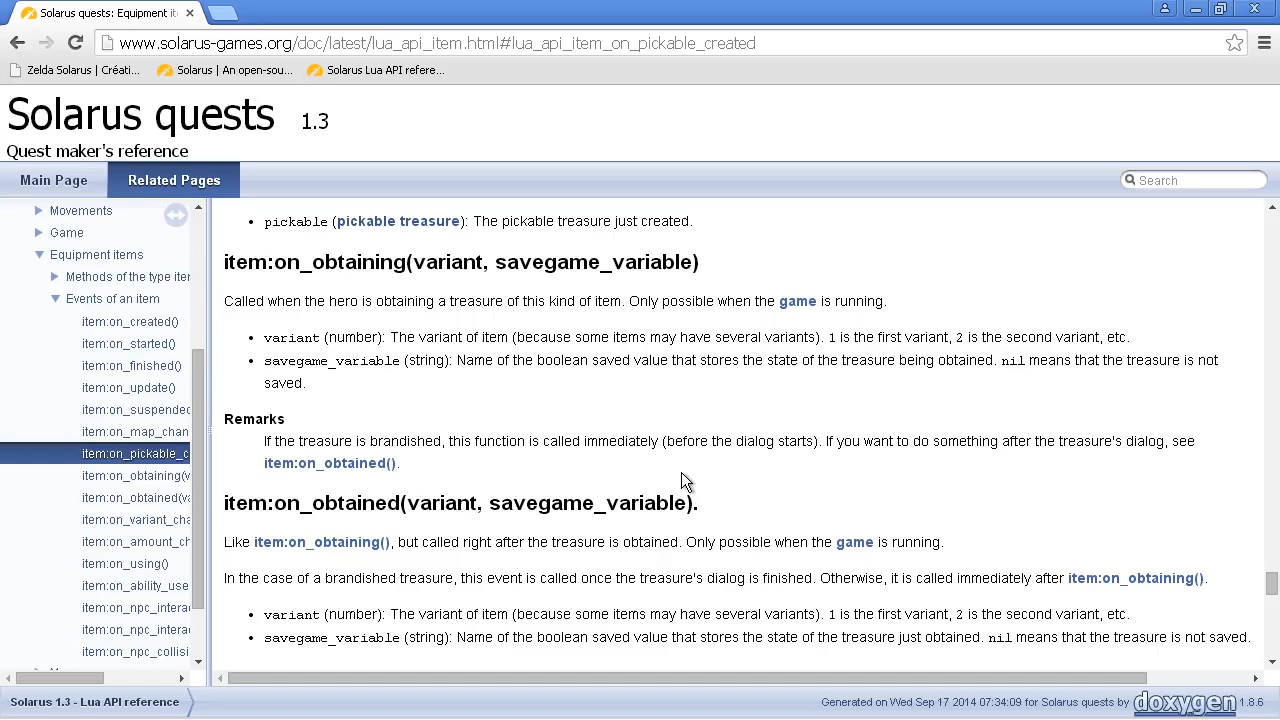 Solarus quests: Equipment it
www.solarus-games.org/doc/latest/lua_api_item.html#lua_api_item_on_pickable_created
Zelda Solarus | Créati... Solarus | An open-sou... Solarus Lua API refere...
Solarus quests 1.3
Quest maker's reference
Main Page Related Pages Search
Movements
Game
Equipment items
Methods of the type iter
Events of an item
item:on_created()
item:on_started()
item:on_finished()
item:on_update()
item:on_suspended
item:on_map_chan
item:on_pickable_c
item:on_obtaining(v
item:on_obtained(va
item:on_variant_cha
item:on_amount_ch
item:on_using()
item:on_ability_use
item:on_npc_intera
item:on_npc_intera
item:on_npc_collisi
pickable (pickable treasure): The pickable treasure just created.
item:on_obtaining(variant, savegame_variable)
Called when the hero is obtaining a treasure of this kind of item. Only possible when the game is running.
variant (number): The variant of item (because some items may have several variants). 1 is the first variant, 2 is the second variant, etc.
savegame_variable (string): Name of the boolean saved value that stores the state of the treasure being obtained. nil means that the treasure is not
saved.
Remarks
If the treasure is brandished, this function is called immediately (before the dialog starts). If you want to do something after the treasure's dialog, see
item:on_obtained().
item:on_obtained(variant, savegame_variable).
Like item:on_obtaining(), but called right after the treasure is obtained. Only possible when the game is running.
In the case of a brandished treasure, this event is called once the treasure's dialog is finished. Otherwise, it is called immediately after item:on_obtaining().
variant (number): The variant of item (because some items may have several variants). 1 is the first variant, 2 is the second variant, etc.
savegame_variable (string): Name of the boolean saved value that stores the state of the treasure just obtained. nil means that the treasure is not saved.
Solarus 1.3 - Lua API reference
Generated on Wed Sep 17 2014 07:34:09 for Solarus quests by doxygen 1.8.6